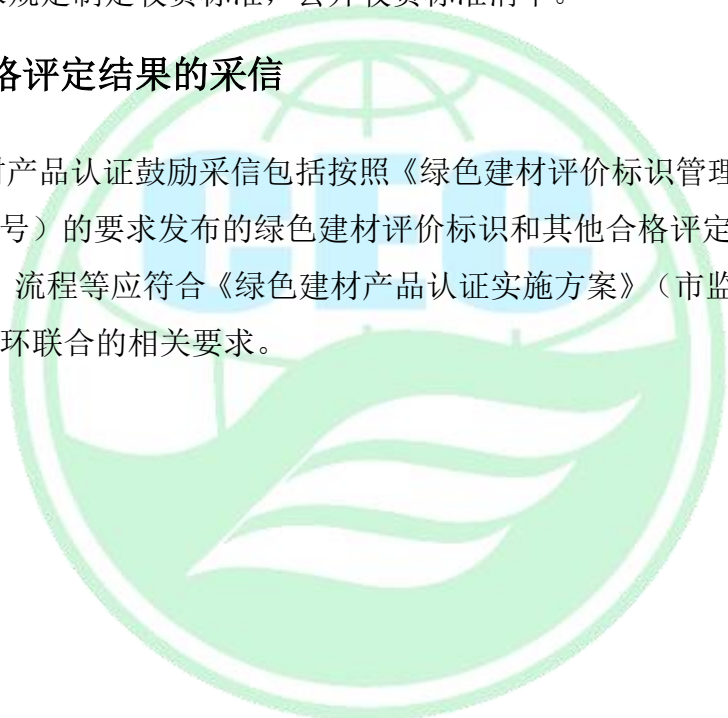 规定制定收费标准，公开收费标准清单。
格评定结果的采信
产品认证鼓励采信包括按照《绿色建材评价标识管理
号）的要求发布的绿色建材评价标识和其他合格评定
流程等应符合《绿色建材产品认证实施方案》（市监
环联合的相关要求。
CEC